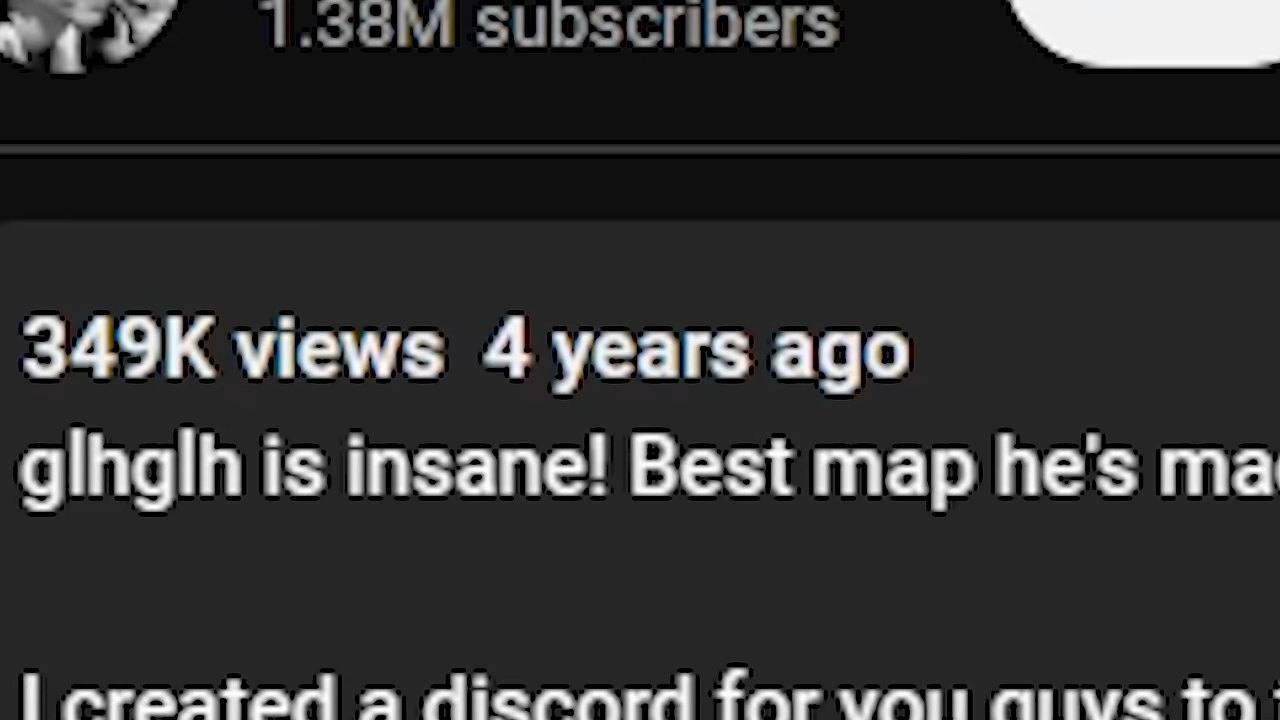 1.38M subscribers
349K views 4 years ago
glhglh is insane! Best map he's
I created a discord for you guys to